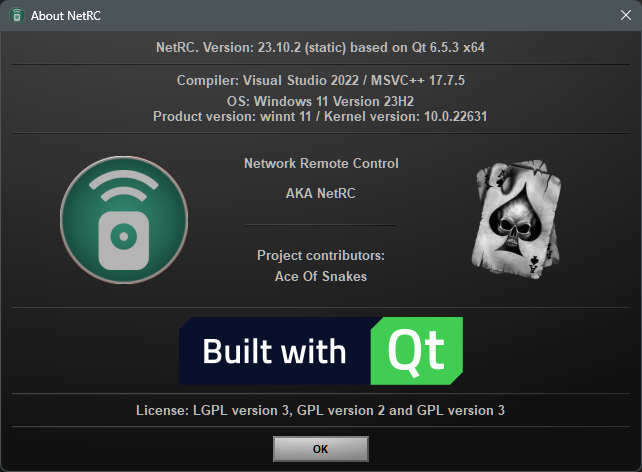 About NetRC
NetRC. Version: 23.10.2 (static) based on Qt 6.5.3 x64
Compiler: Visual Studio 2022 / MSVC++ 17.7.5
OS: Windows 11 Version 23H2
Product version: winnt 11 / Kernel version: 10.0.22631
Network Remote Control
AKA NetRC
Project contributors:
Ace Of Snakes
Built with Qt
License: LGPL version 3, GPL version 2 and GPL version 3
OK